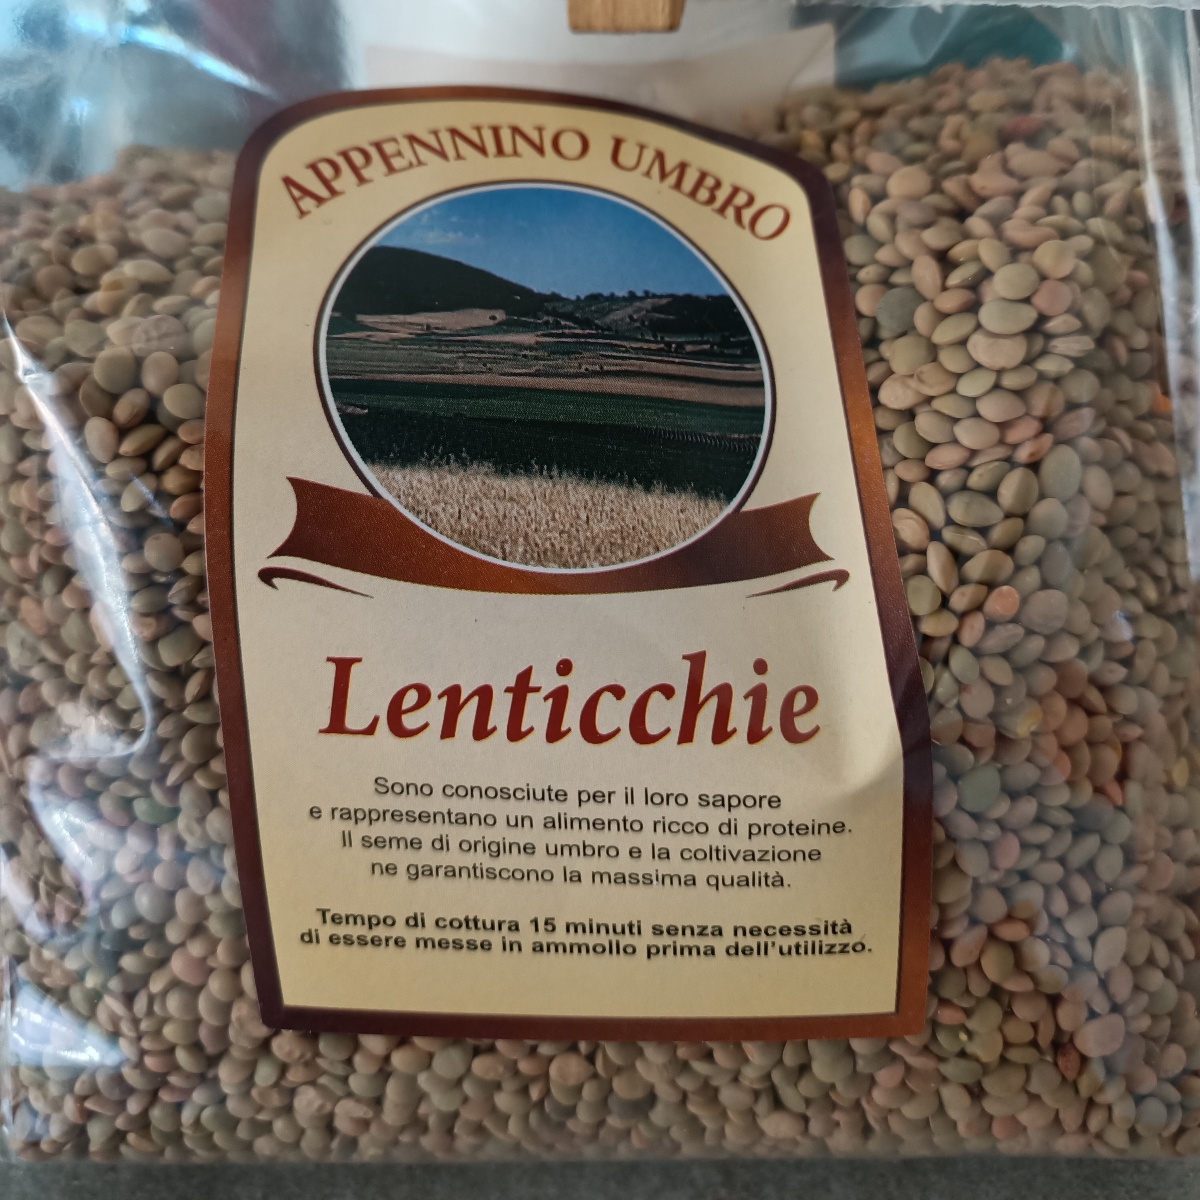 APPENNINO UMBRO
Lenticchie
Sono conosciute per il loro sapore
e rappresentano un alimento ricco di proteine.
Il seme di origine umbro e la coltivazione
ne garantiscono la massima qualità.
Tempo di cottura 15 minuti senza necessità
di essere messe in ammollo prima dell'utilizzo.